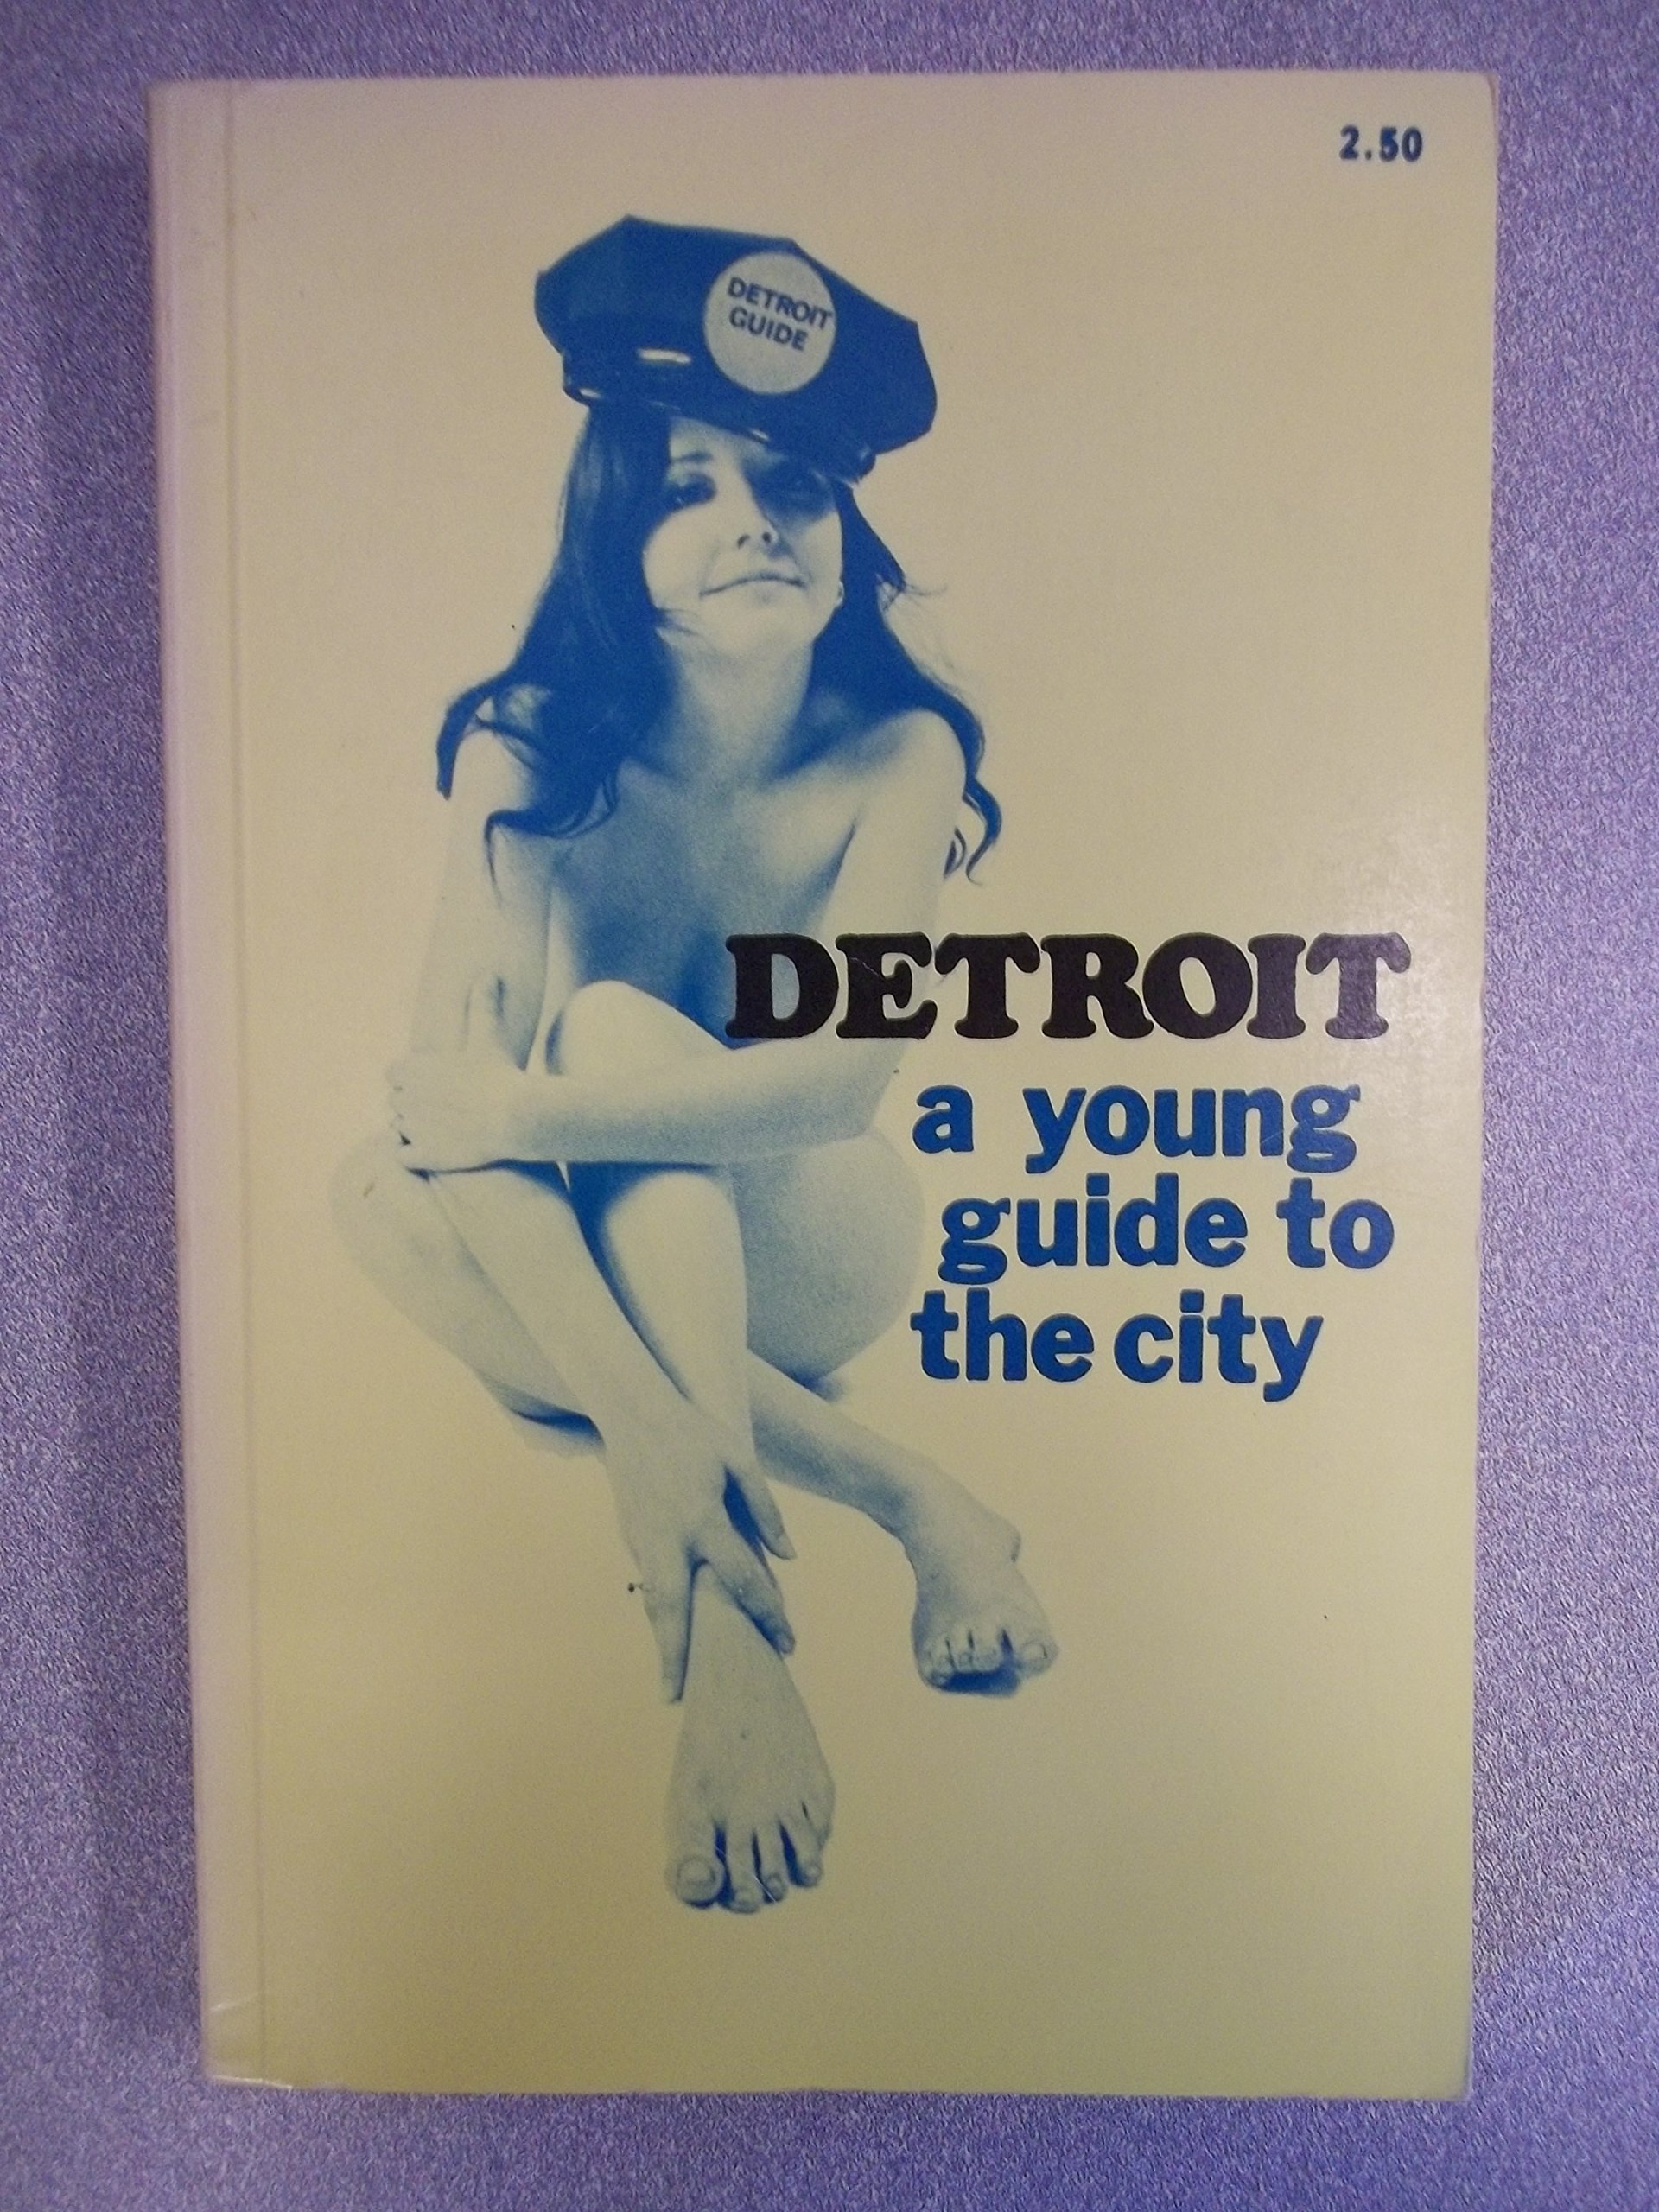 2.50
DETROIT
GUIDE
DETROIT
a young
guide to
the city